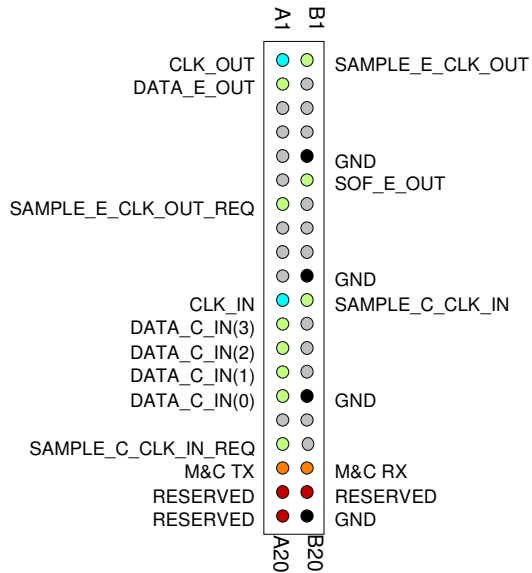 A1 B1
CLK_OUT SAMPLE_E_CLK_OUT
DATA_E_OUT
GND
SOF_E_OUT
SAMPLE_E_CLK_OUT_REQ
GND
CLK_IN SAMPLE_C_CLK_IN
DATA_C_IN(3)
DATA_C_IN(2)
DATA_C_IN(1)
DATA_C_IN(0) GND
SAMPLE_C_CLK_IN_REQ
M&C TX M&C RX
RESERVED RESERVED
RESERVED GND
A20 B20